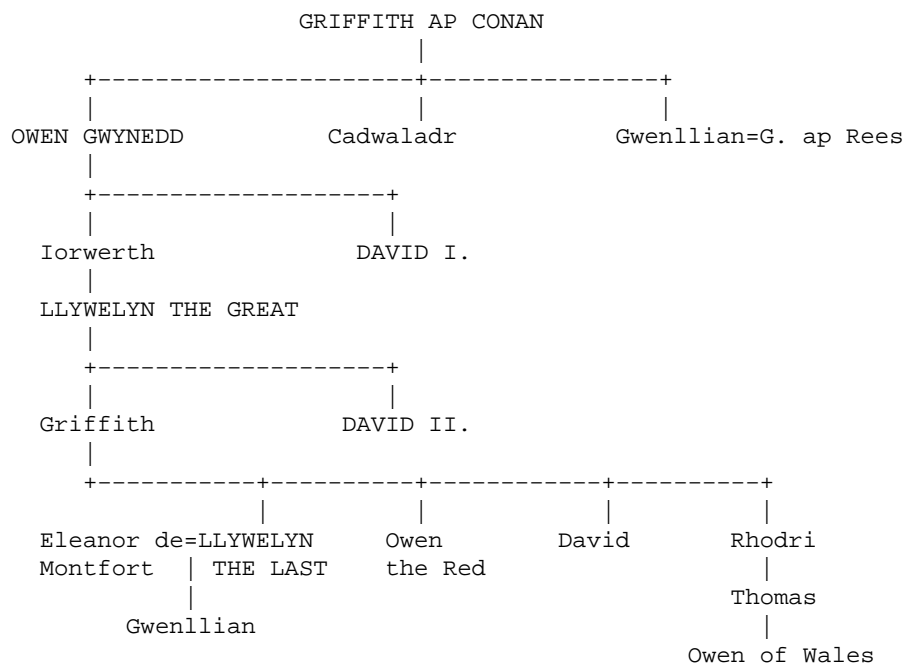 GRIFFITH AP CONAN
OWEN GWYNEDD Cadwaladr Gwenllian=G. ap Rees
Iorwerth DAVID I.
LLYWELYN THE GREAT
Griffith DAVID II.
Eleanor de=LLYWELYN Owen David Rhodri
Montfort | THE LAST the Red
Thomas
Gwenllian
Owen of Wales